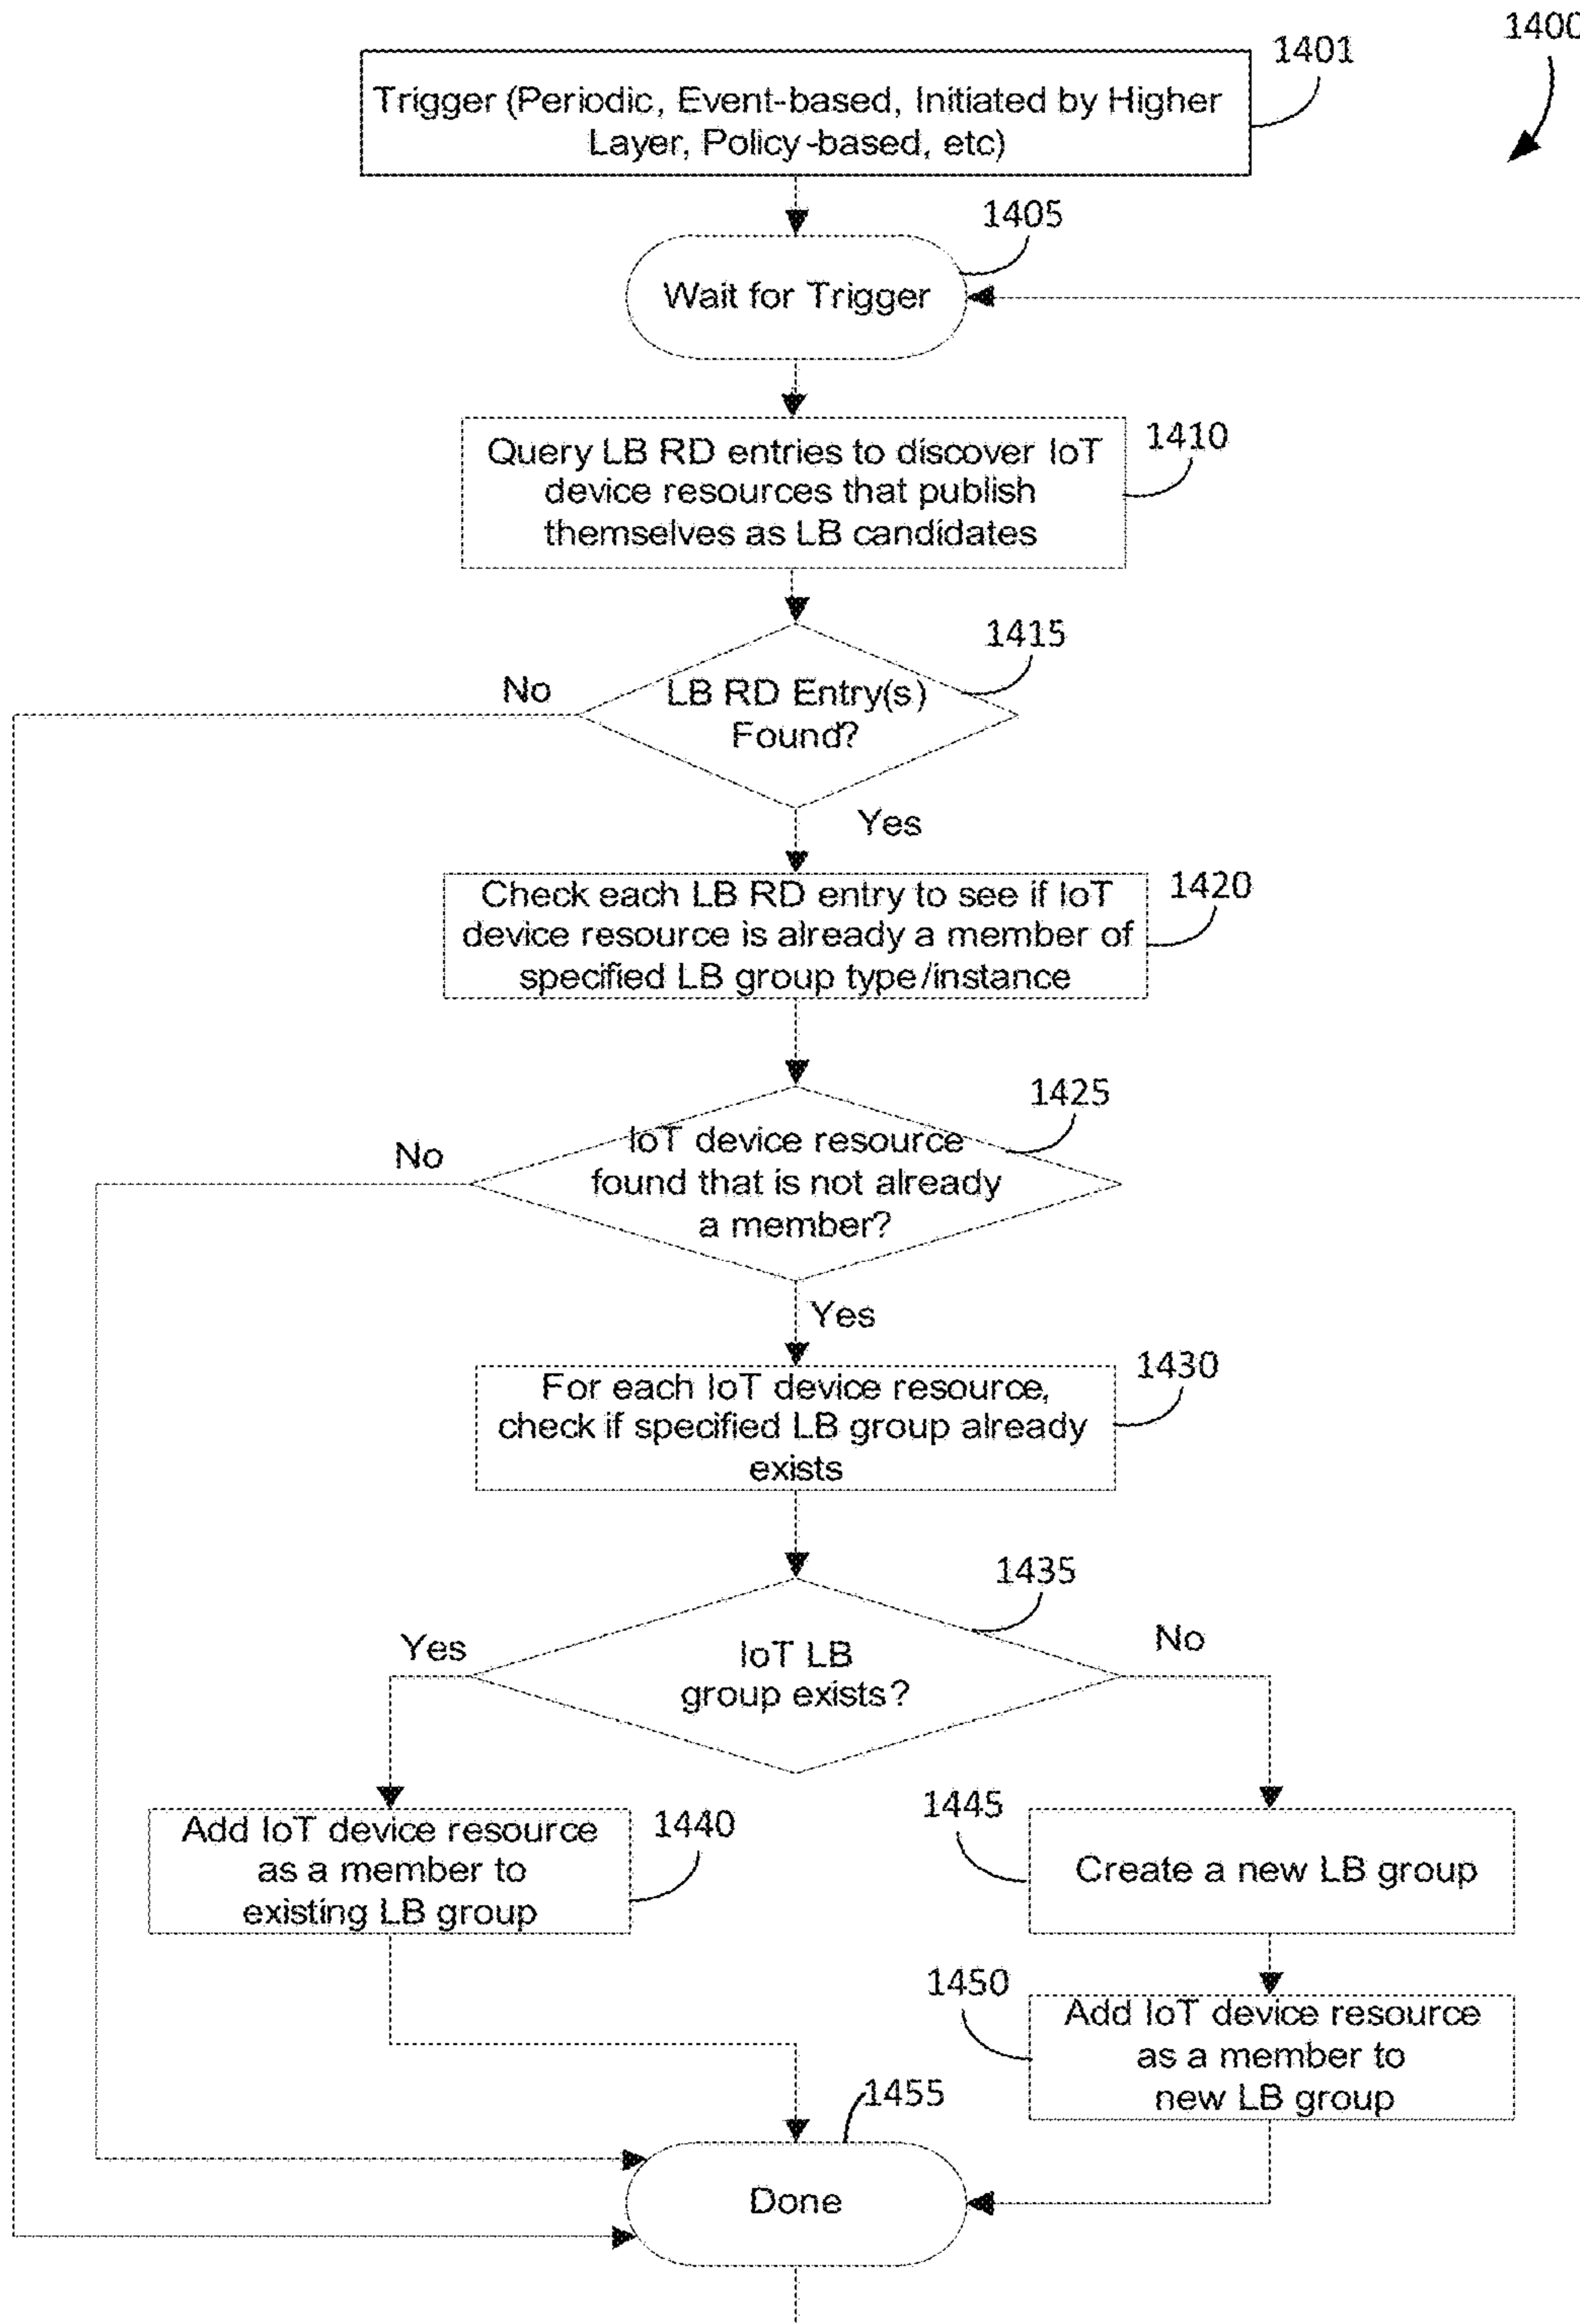 1400
1401
Trigger (Periodic, Event-based, Initiated by Higher
Layer, Policy-based, etc)
1405
Wait for Trigger
1410
Query LB RD entries to discover IoT
device resources that publish
themselves as LB candidates
1415
No
LB RD Entry(s)
Found?
Yes
1420
Check each LB RD entry to see if IoT
device resource is already a member of
specified LB group type/instance
1425
No
IoT device resource
found that is not already
a member?
Yes
1430
For each IoT device resource,
check if specified LB group already
exists
1435
Yes
No
IoT LB
group exists?
1440
Add IoT device resource
as a member to
existing LB group
1445
Create a new LB group
1450
Add IoT device resource
as a member to
new LB group
1455
Done